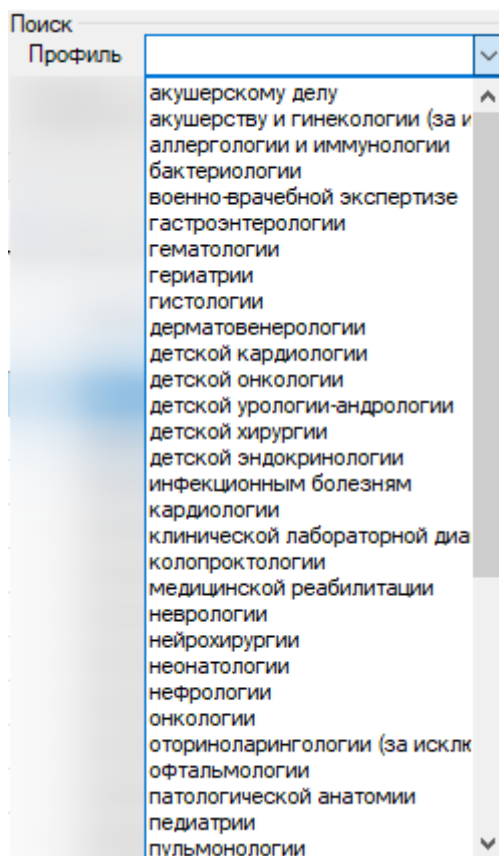 Поиск
Профиль
акушерскому делу
акушерству и гинекологии (за и
аллергологии и иммунологии
бактериологии
военно-врачебной экспертизе
гастроэнтерологии
гематологии
гериатрии
гистологии
дерматовенерологии
детской кардиологии
детской онкологии
детской урологии-андрологии
детской хирургии
детской эндокринологии
инфекционным болезням
кардиологии
клинической лабораторной диа
колопроктологии
медицинской реабилитации
неврологии
нейрохирургии
неонатологии
нефрологии
онкологии
оториноларингологии (за исклю
офтальмологии
патологической анатомии
педиатрии
пульмонологии